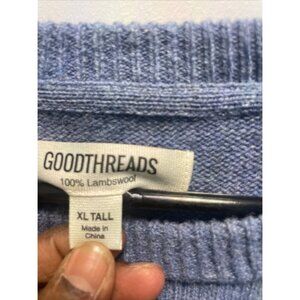 GOODTHREADS
100% Lambswool
XL TALL
Made in
China